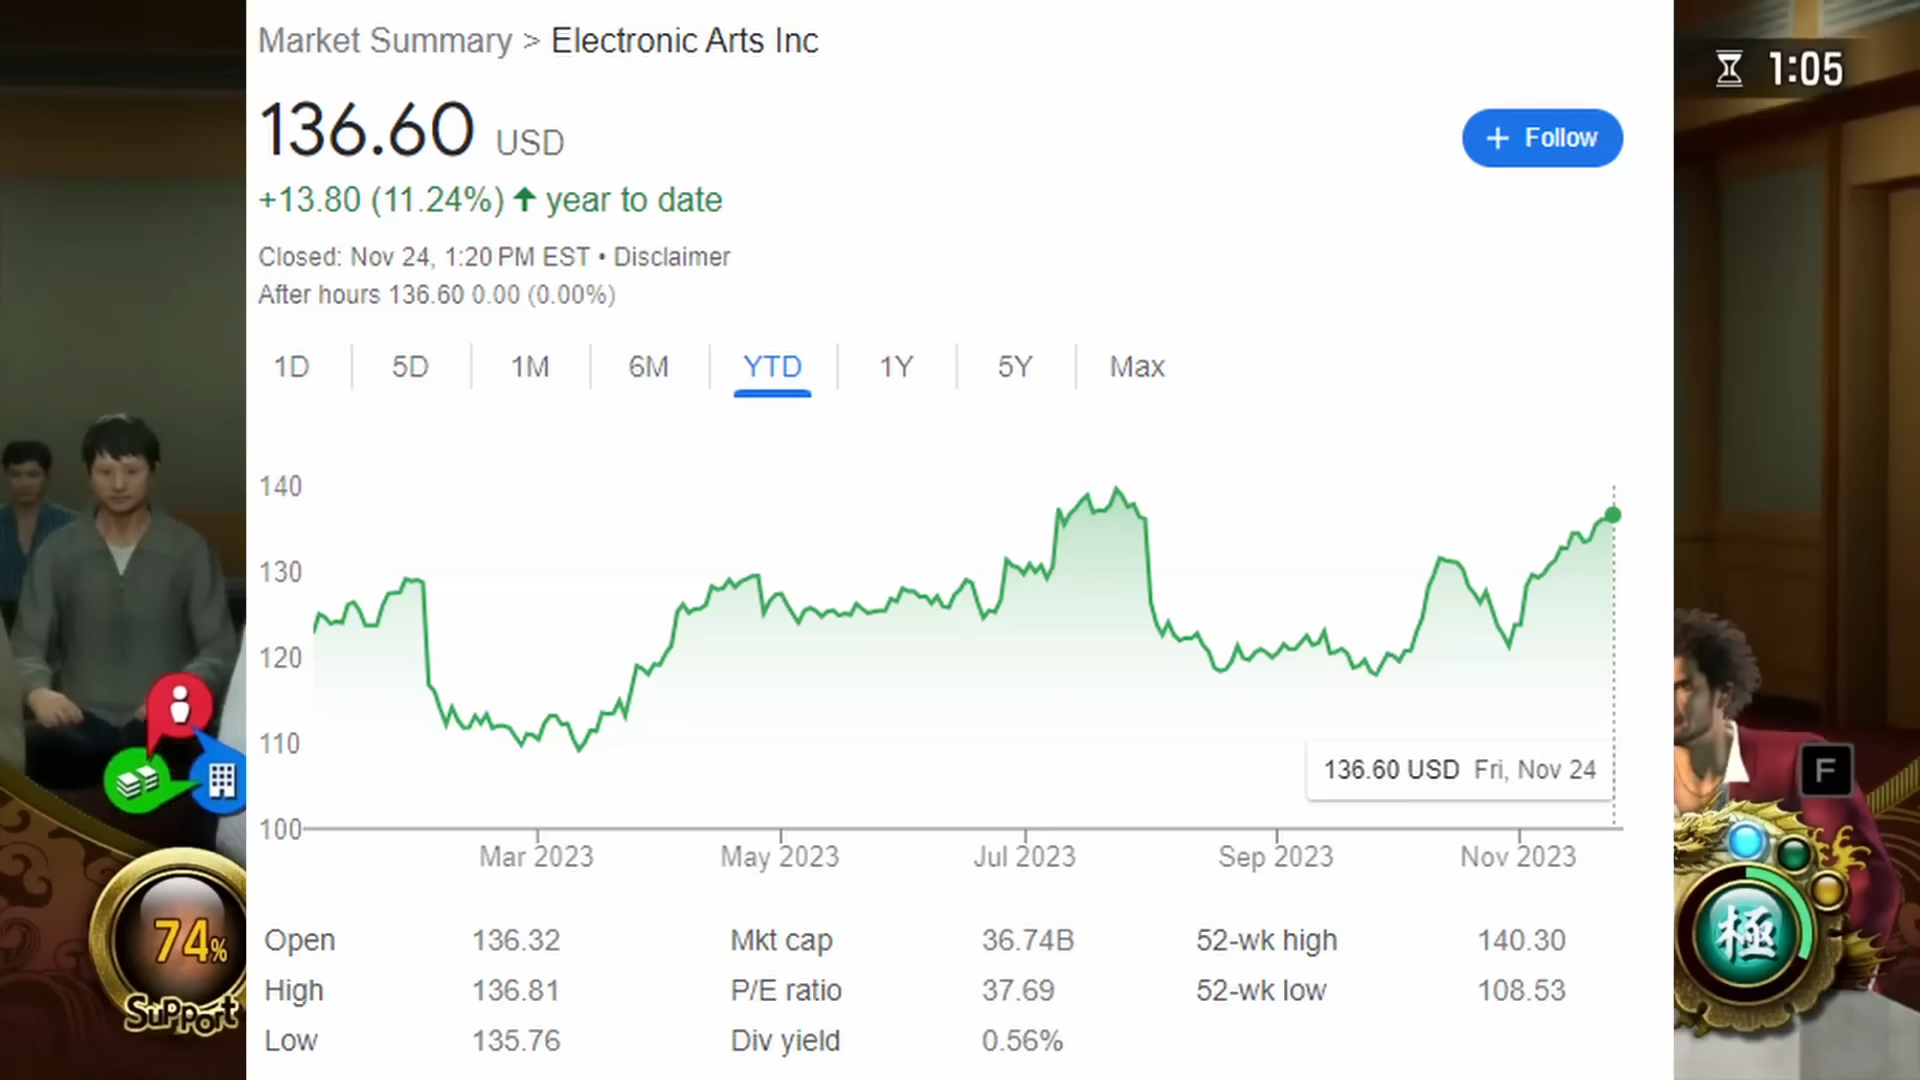 Market Summary > Electronic Arts Inc
136.60 USD
+ Follow
+13.80 (11.24%) ↑ year to date
Closed: Nov 24, 1:20 PM EST • Disclaimer
After hours 136.60 0.00 (0.00%)
1D 5D 1M 6M YTD 1Y 5Y Max
140
130
120
110
100
136.60 USD Fri, Nov 24
Mar 2023 May 2023 Jul 2023 Sep 2023 Nov 2023
Open 136.32 Mkt cap 36.74B 52-wk high 140.30
High 136.81 P/E ratio 37.69 52-wk low 108.53
Low 135.76 Div yield 0.56%
1:05
F
74%
Support
極